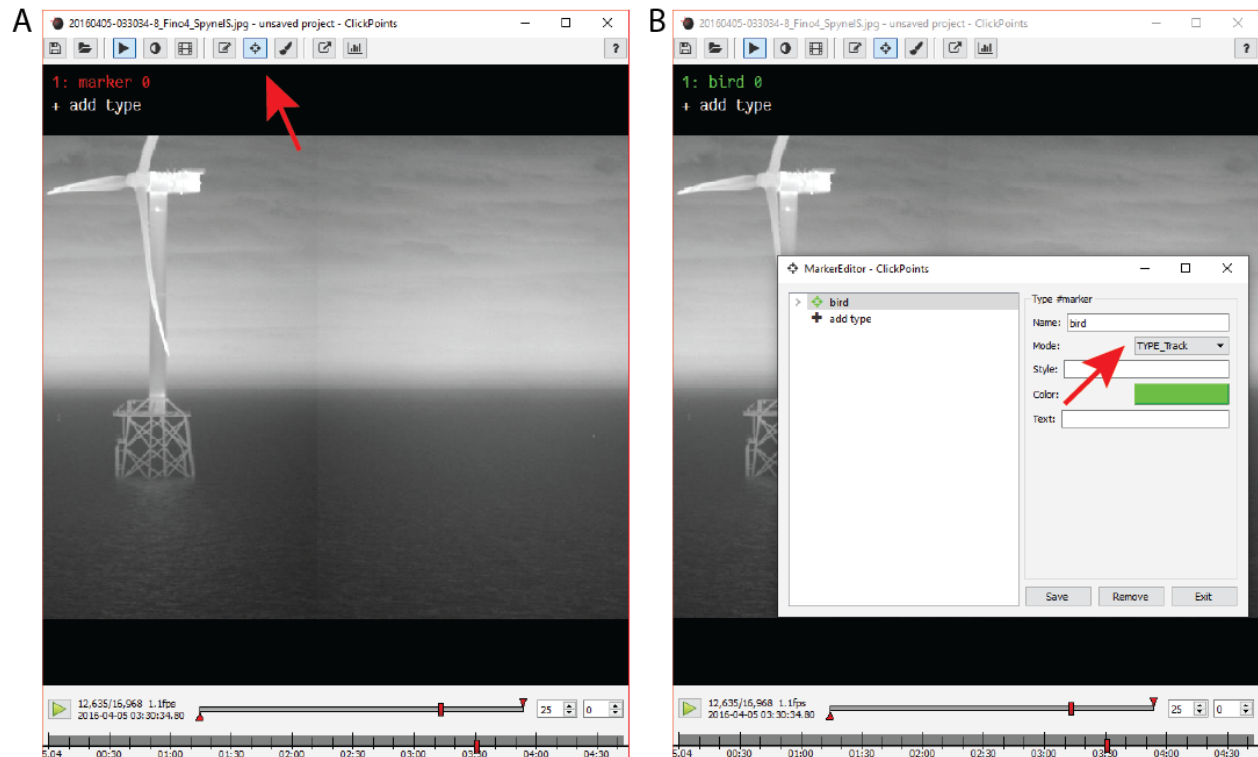 A
20160405-033034-8_Fino4_SpynelS.jpg - unsaved project - ClickPoints
?
1: marker 0
+ add type
12,635/16,968 1.1fps
2016-04-05 03:30:34.80
25
0
5.04 00:30 01:00 01:30 02:00 02:30 03:00 03:30 04:00 04:30
B
20160405-033034-8_Fino4_SpynelS.jpg - unsaved project - ClickPoints
?
1: bird 0
+ add type
MarkerEditor - ClickPoints
bird
add type
Type #marker
Name: bird
Mode: TYPE_Track
Style:
Color:
Text:
Save Remove Exit
12,635/16,968 1.1fps
2016-04-05 03:30:34.80
25
0
5.04 00:30 01:00 01:30 02:00 02:30 03:00 03:30 04:00 04:30